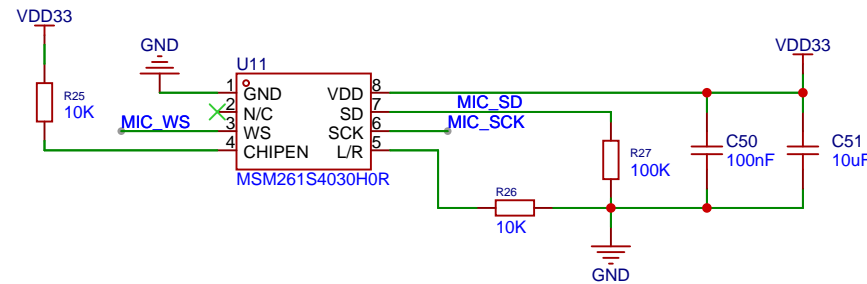 VDD33
GND
VDD33
U11
R25
10K
1
GND
VDD
8
2
N/C
SD
7
MIC_SD
MIC_WS
3
WS
SCK
6
MIC_SCK
4
CHIPEN
L/R
5
MSM261S4030H0R
R27
100K
C50
100nF
C51
10uF
R26
10K
GND